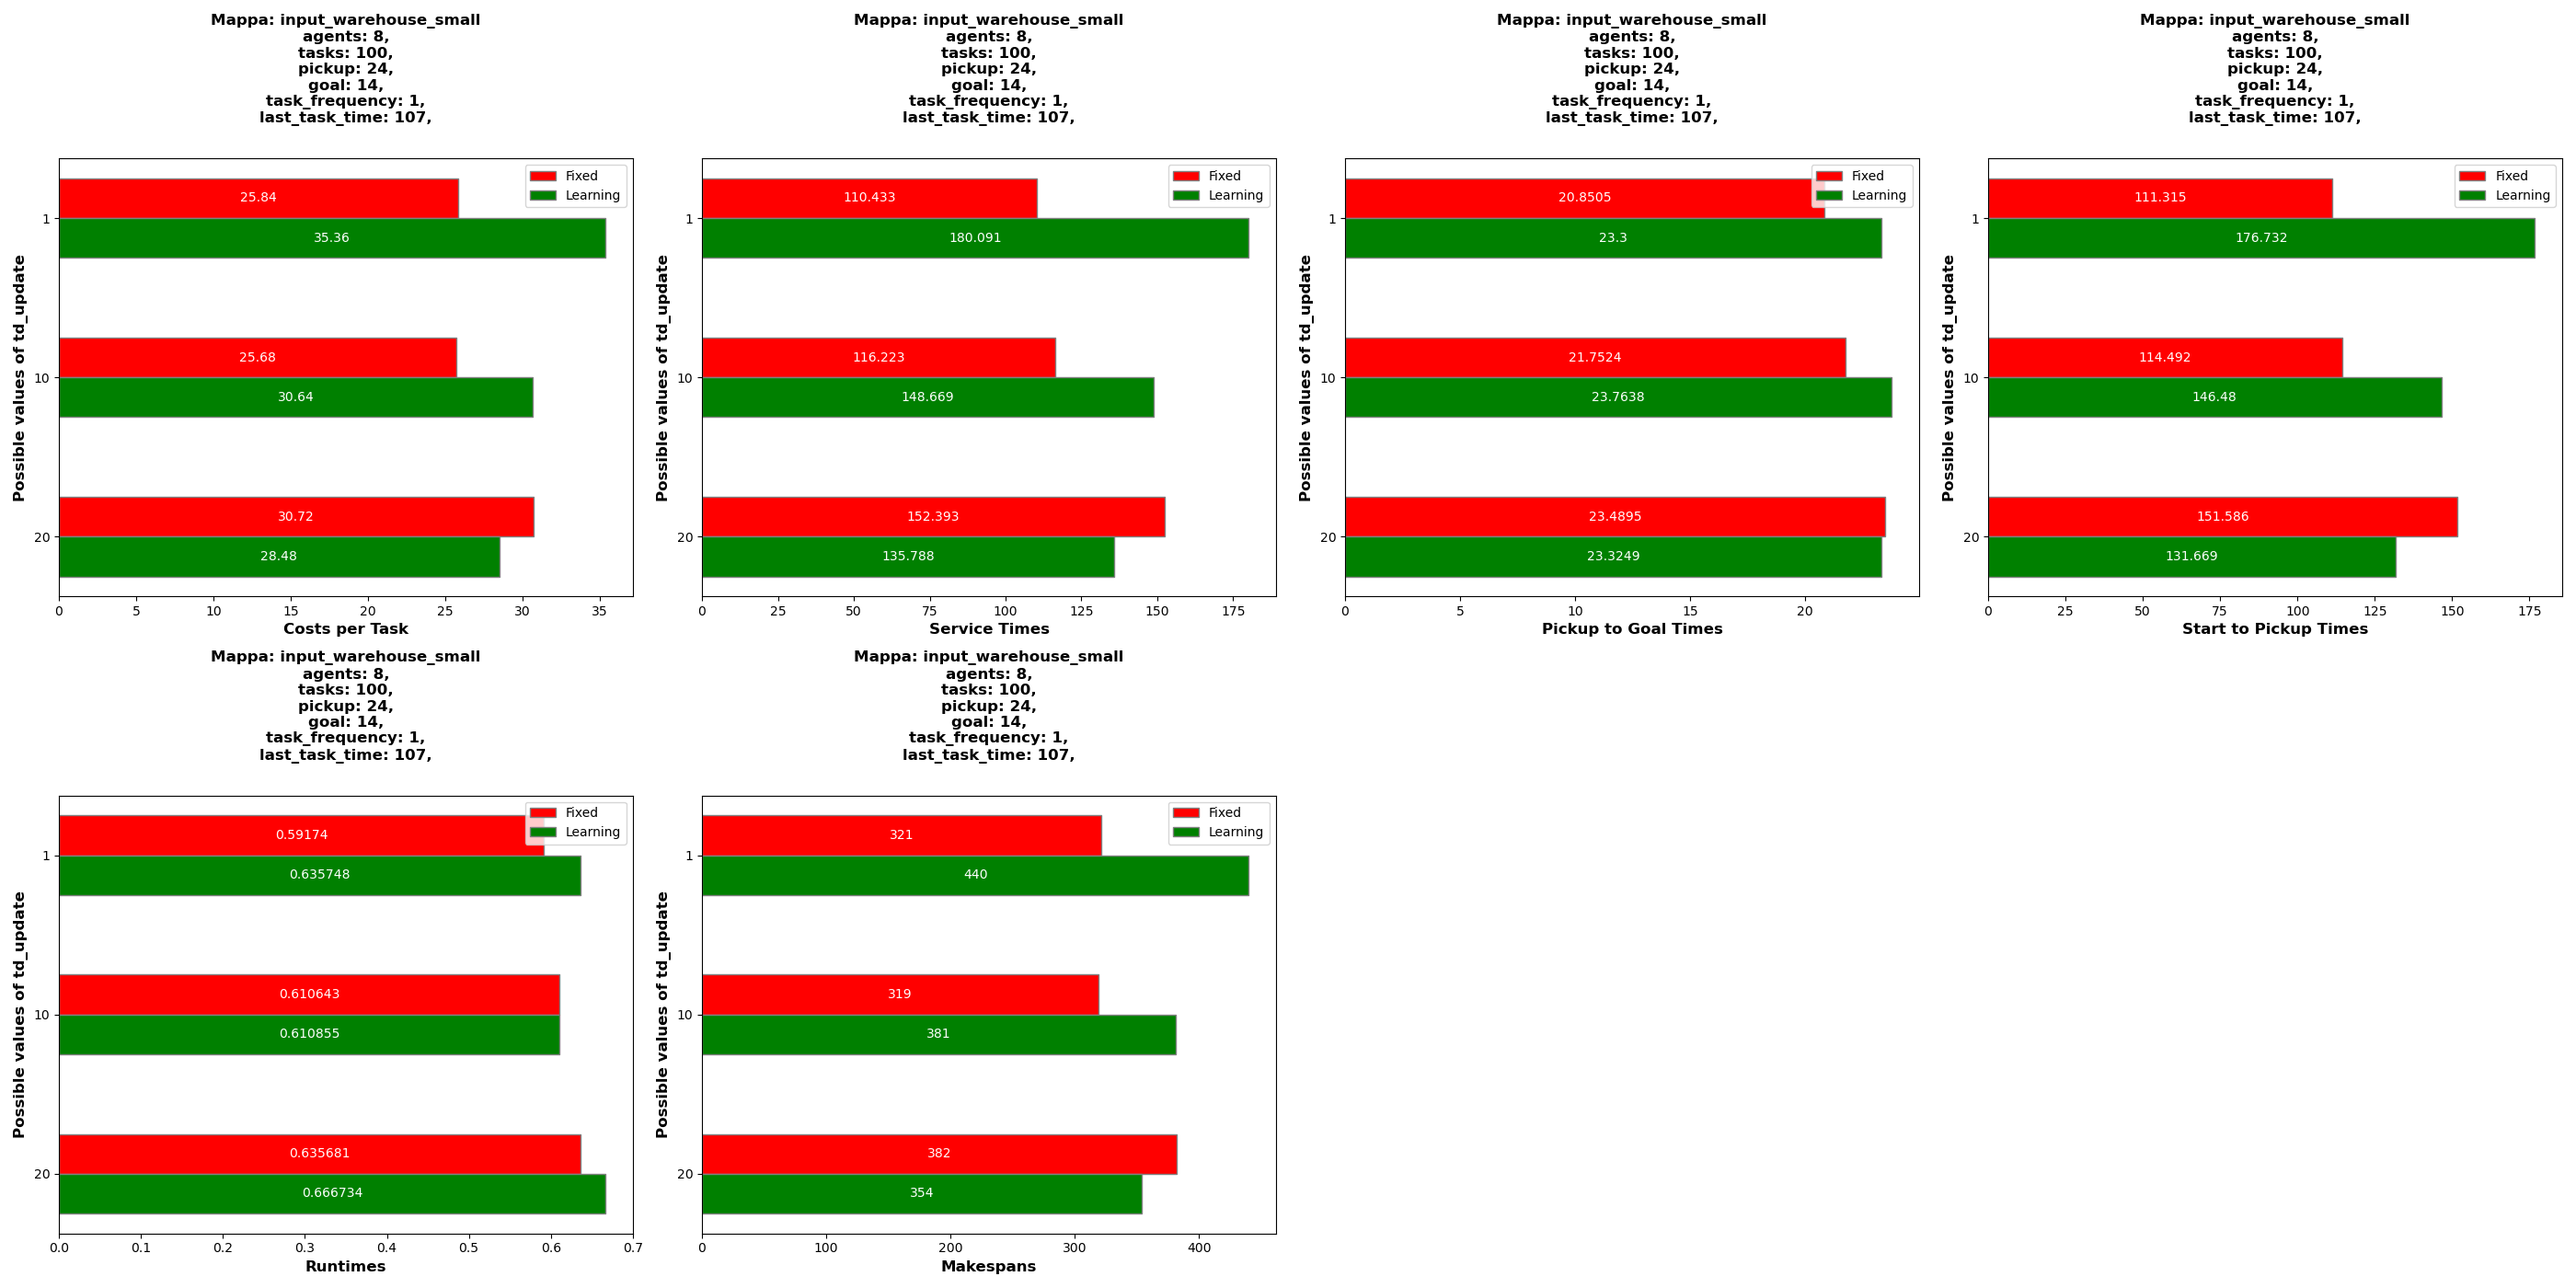 Mappa: input_warehouse_small
agents: 8,
tasks: 100,
pickup: 24,
goal: 14,
task_frequency: 1,
last_task_time: 107,
Fixed
Learning
Possible values of td_update
1
25.84
35.36
10
25.68
30.64
20
30.72
28.48
0 5 10 15 20 25 30 35
Costs per Task
Mappa: input_warehouse_small
agents: 8,
tasks: 100,
pickup: 24,
goal: 14,
task_frequency: 1,
last_task_time: 107,
Fixed
Learning
Possible values of td_update
1
110.433
180.091
10
116.223
148.669
20
152.393
135.788
0 25 50 75 100 125 150 175
Service Times
Mappa: input_warehouse_small
agents: 8,
tasks: 100,
pickup: 24,
goal: 14,
task_frequency: 1,
last_task_time: 107,
Fixed
Learning
Possible values of td_update
1
20.8505
23.3
10
21.7524
23.7638
20
23.4895
23.3249
0 5 10 15 20
Pickup to Goal Times
Mappa: input_warehouse_small
agents: 8,
tasks: 100,
pickup: 24,
goal: 14,
task_frequency: 1,
last_task_time: 107,
Fixed
Learning
Possible values of td_update
1
111.315
176.732
10
114.492
146.48
20
151.586
131.669
0 25 50 75 100 125 150 175
Start to Pickup Times
Mappa: input_warehouse_small
agents: 8,
tasks: 100,
pickup: 24,
goal: 14,
task_frequency: 1,
last_task_time: 107,
Fixed
Learning
Possible values of td_update
1
0.59174
0.635748
10
0.610643
0.610855
20
0.635681
0.666734
0.0 0.1 0.2 0.3 0.4 0.5 0.6 0.7
Runtimes
Mappa: input_warehouse_small
agents: 8,
tasks: 100,
pickup: 24,
goal: 14,
task_frequency: 1,
last_task_time: 107,
Fixed
Learning
Possible values of td_update
1
321
440
10
319
381
20
382
354
0 100 200 300 400
Makespans